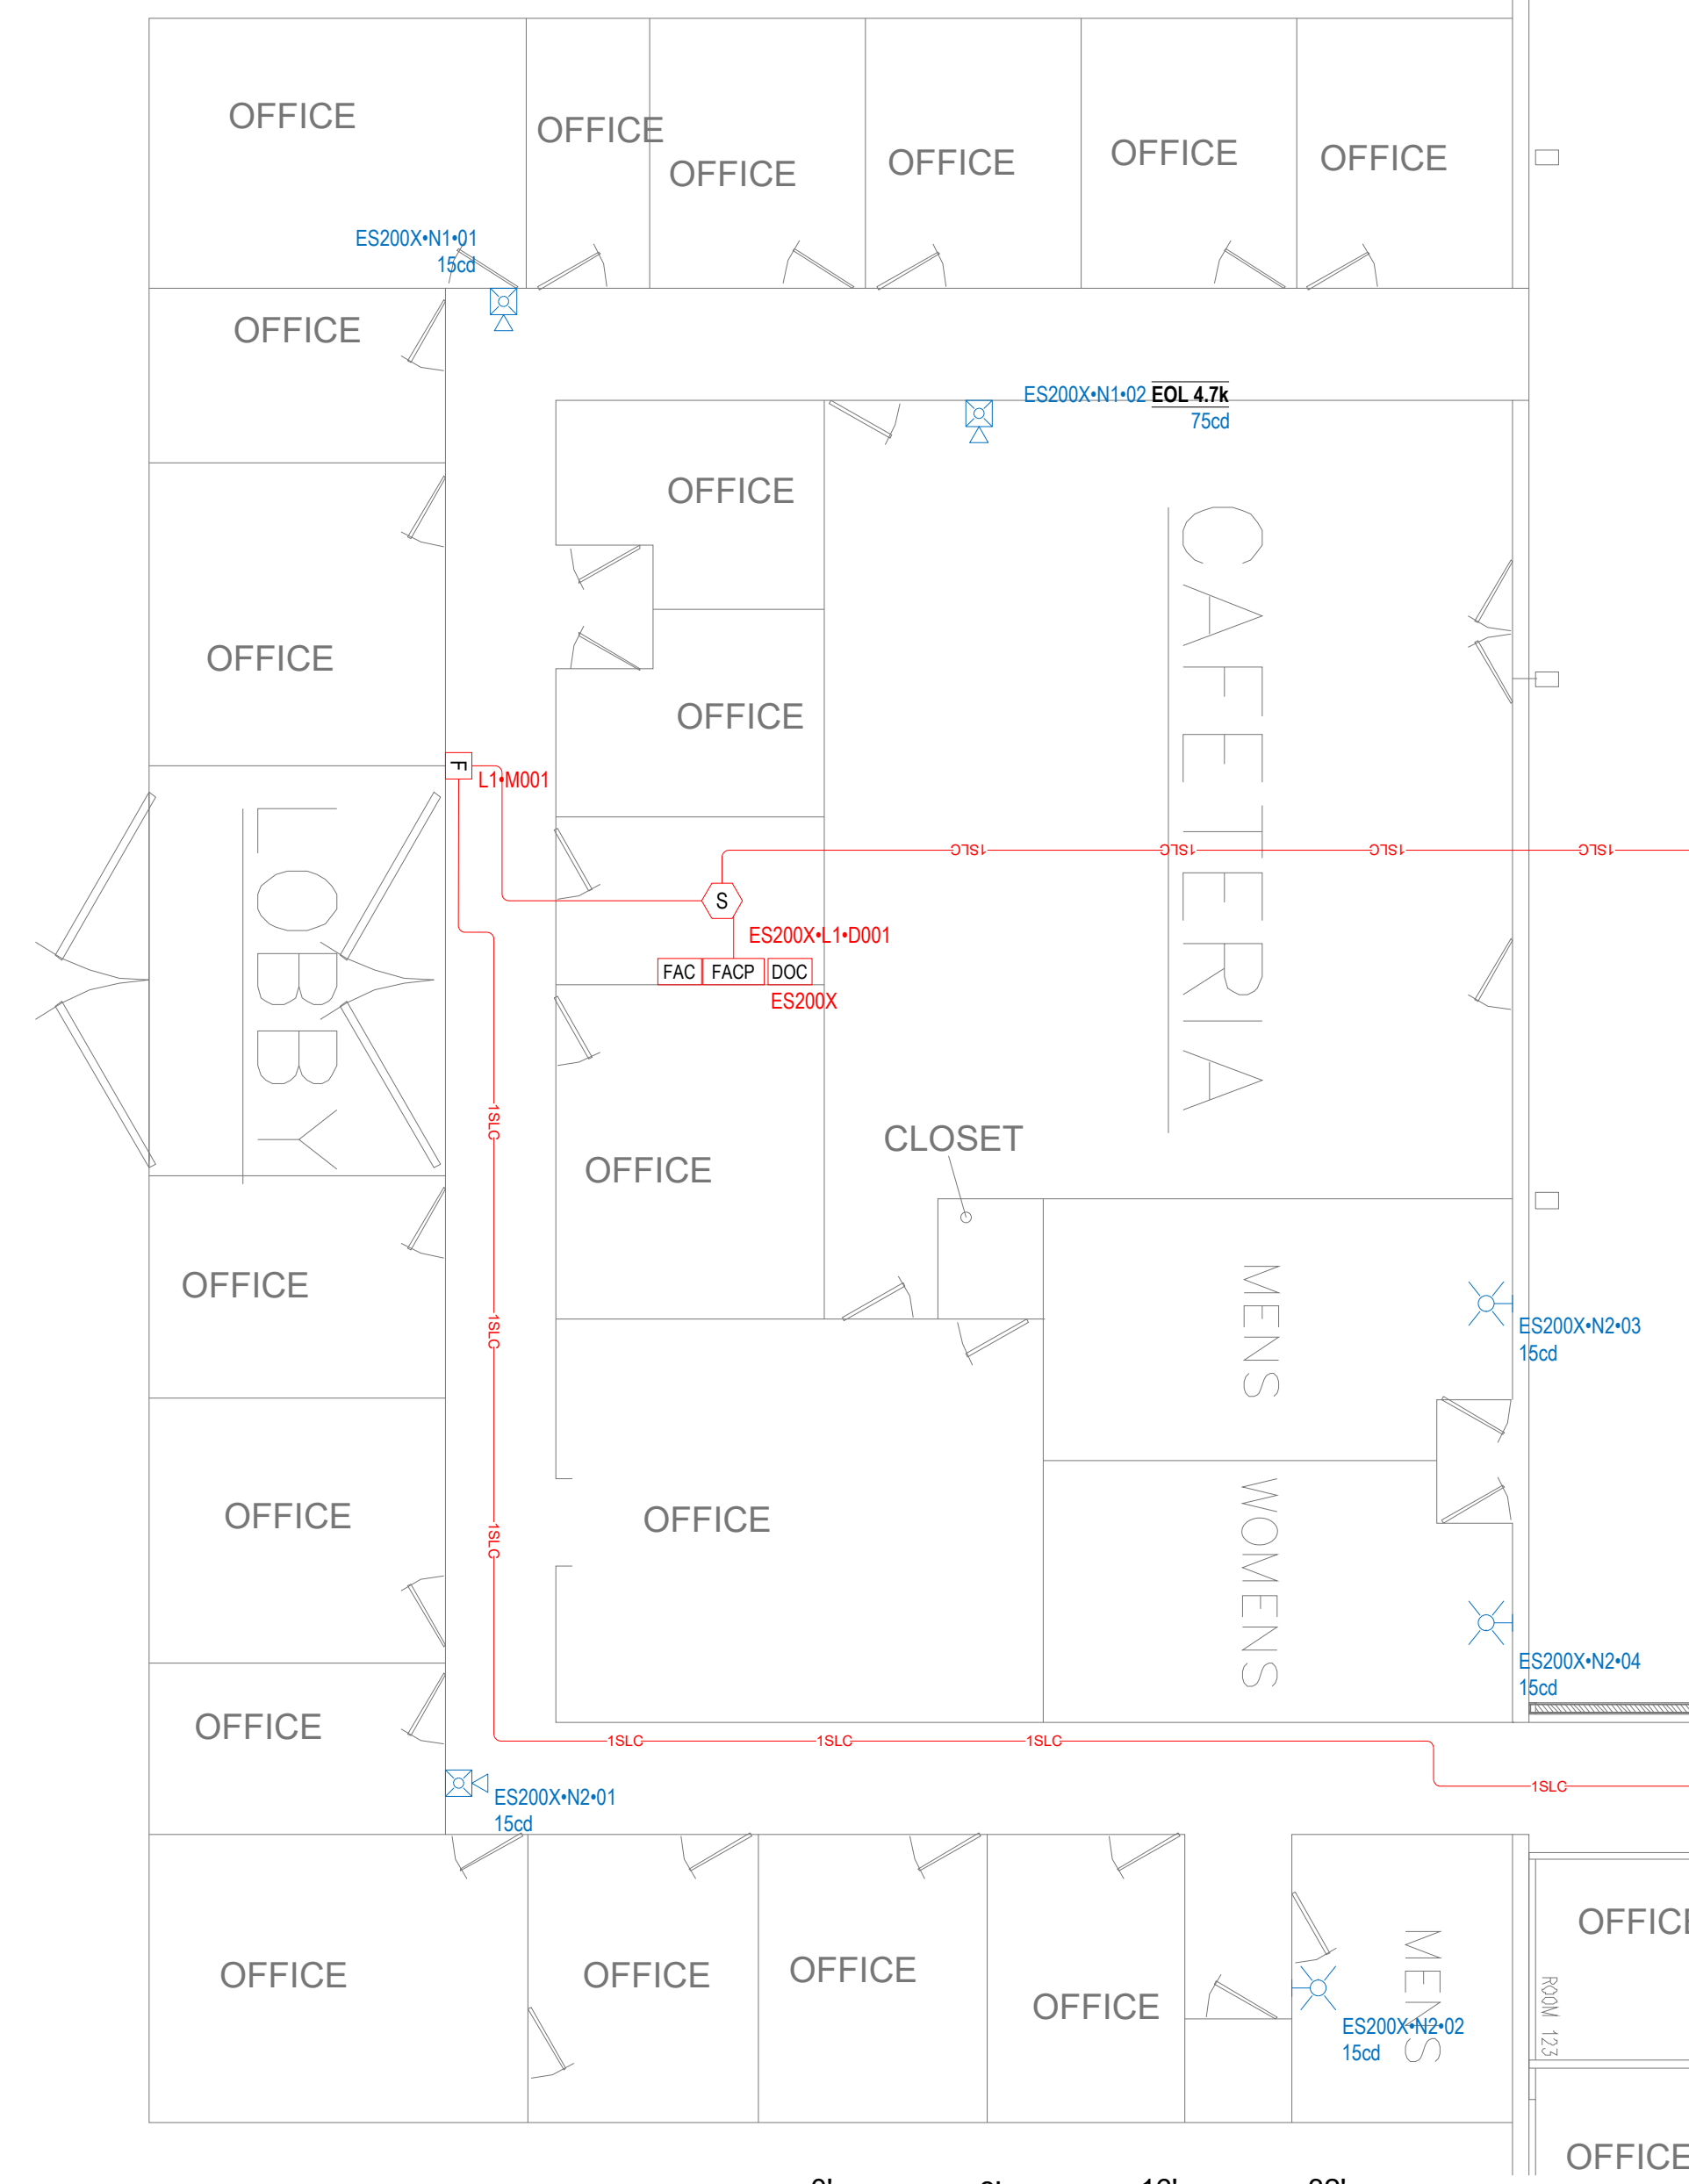 OFFICE
OFFICE
OFFICE
OFFICE
OFFICE
OFFICE
ES200X•N1•01
15cd
OFFICE
ES200X•N1•02 EOL 4.7k
75cd
OFFICE
CAFETERIA
OFFICE
OFFICE
F
L1•M001
LOBBY
1SLC
1SLC
1SLC
1SLC
S
ES200X•L1•D001
FAC
FACP
DOC
ES200X
1SLC
CLOSET
OFFICE
OFFICE
MENS
1SLC
ES200X•N2•03
15cd
OFFICE
OFFICE
WOMENS
1SLC
ES200X•N2•04
15cd
OFFICE
1SLC
1SLC
1SLC
1SLC
ES200X•N2•01
15cd
OFFICE
OFFICE
OFFICE
OFFICE
OFFICE
MENS
ROOM 123
ES200X•N2•02
15cd
OFFICE